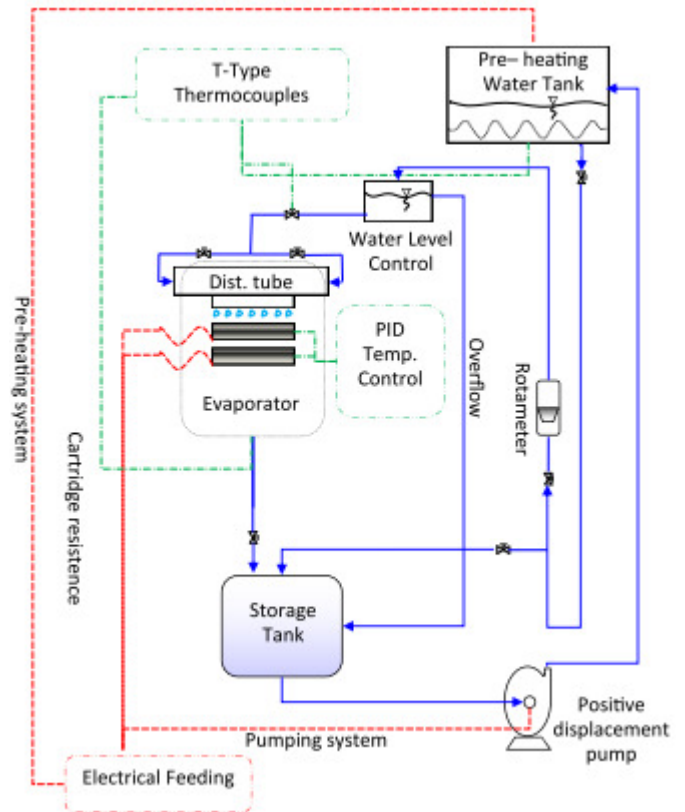 T-Type
Thermocouples
Pre– heating
Water Tank
Water Level
Control
Dist. tube
PID
Temp.
Control
Evaporator
Pre-heating system
Cartridge resistence
Overflow
Rotameter
Storage
Tank
Positive
displacement
pump
Pumping system
Electrical Feeding